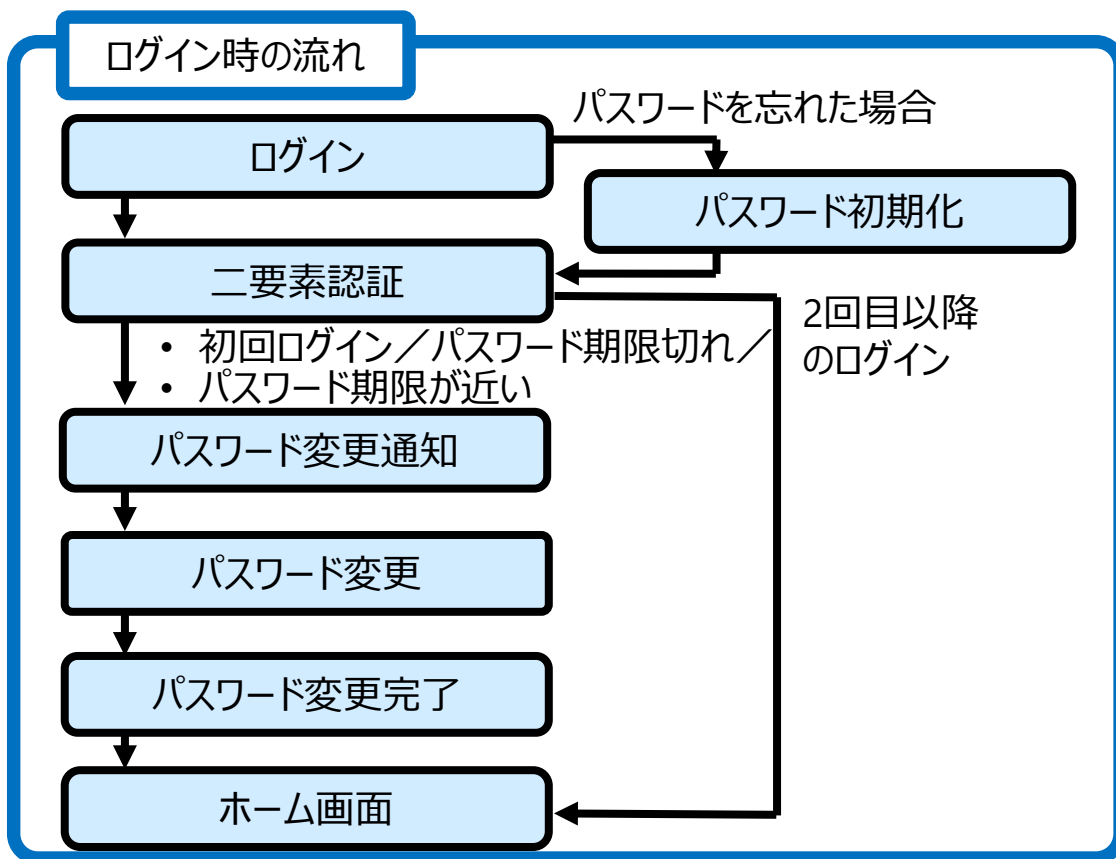 ログイン時の流れ
パスワードを忘れた場合
ログイン
パスワード初期化
二要素認証
2回目以降
のログイン
• 初回ログイン／パスワード期限切れ／
• パスワード期限が近い
パスワード変更通知
パスワード変更
パスワード変更完了
ホーム画面